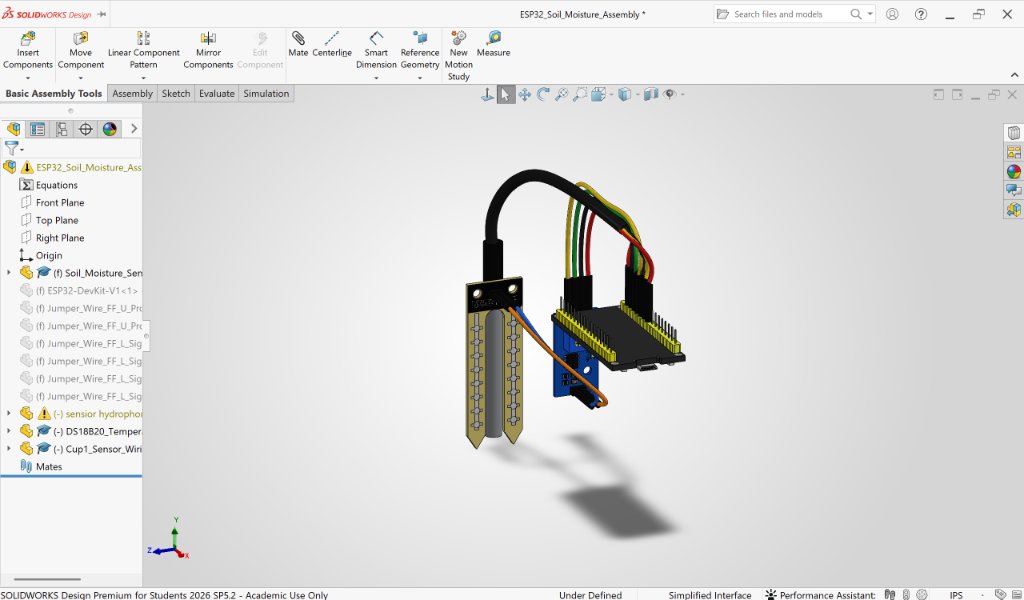 SOLIDWORKS Design
ESP32_Soil_Moisture_Assembly *
Search files and models
Insert Components
Move Component
Linear Component Pattern
Mirror Components
Edit Component
Mate
Centerline
Smart Dimension
Reference Geometry
New Motion Study
Measure
Basic Assembly Tools
Assembly
Sketch
Evaluate
Simulation
ESP32_Soil_Moisture_Ass
Equations
Front Plane
Top Plane
Right Plane
Origin
(f) Soil_Moisture_Sen
(f) ESP32-DevKit-V1<1>
(f) Jumper_Wire_FF_U_Pro
(f) Jumper_Wire_FF_U_Pro
(f) Jumper_Wire_FF_L_Sig
(f) Jumper_Wire_FF_L_Sig
(f) Jumper_Wire_FF_L_Sig
(f) Jumper_Wire_FF_L_Sig
(-) sensior hydrophor
(-) DS18B20_Temper
(-) Cup1_Sensor_Wiri
Mates
Y
Z
X
SOLIDWORKS Design Premium for Students 2026 SP5.2 - Academic Use Only
Under Defined
Simplified Interface
Performance Assistant:
IPS